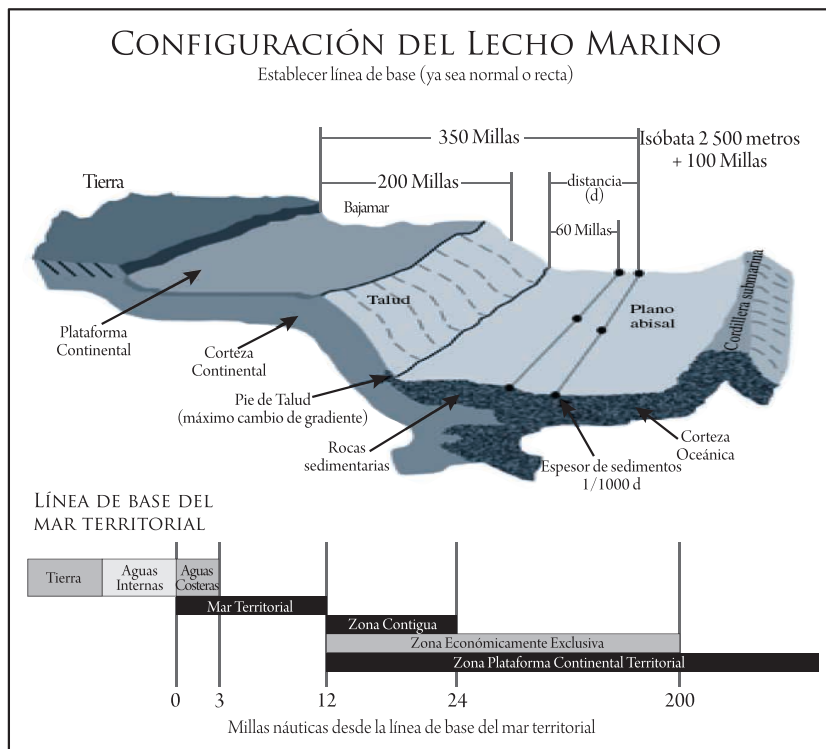 CONFIGURACIÓN DEL LECHO MARINO
Establecer línea de base (ya sea normal o recta)
350 Millas
Isóbata 2 500 metros
+ 100 Millas
Tierra
200 Millas
distancia
(d)
Bajamar
60 Millas
Talud
Plano
abisal
Cordillera submarina
Plataforma
Continental
Corteza
Continental
Pie de Talud
(máximo cambio de gradiente)
Rocas
sedimentarias
Espesor de sedimentos
1/1000 d
Corteza
Oceánica
LÍNEA DE BASE DEL
MAR TERRITORIAL
Tierra
Aguas
Internas
Aguas
Costeras
Mar Territorial
Zona Contigua
Zona Económicamente Exclusiva
Zona Plataforma Continental Territorial
0 3 12 24 200
Millas náuticas desde la línea de base del mar territorial